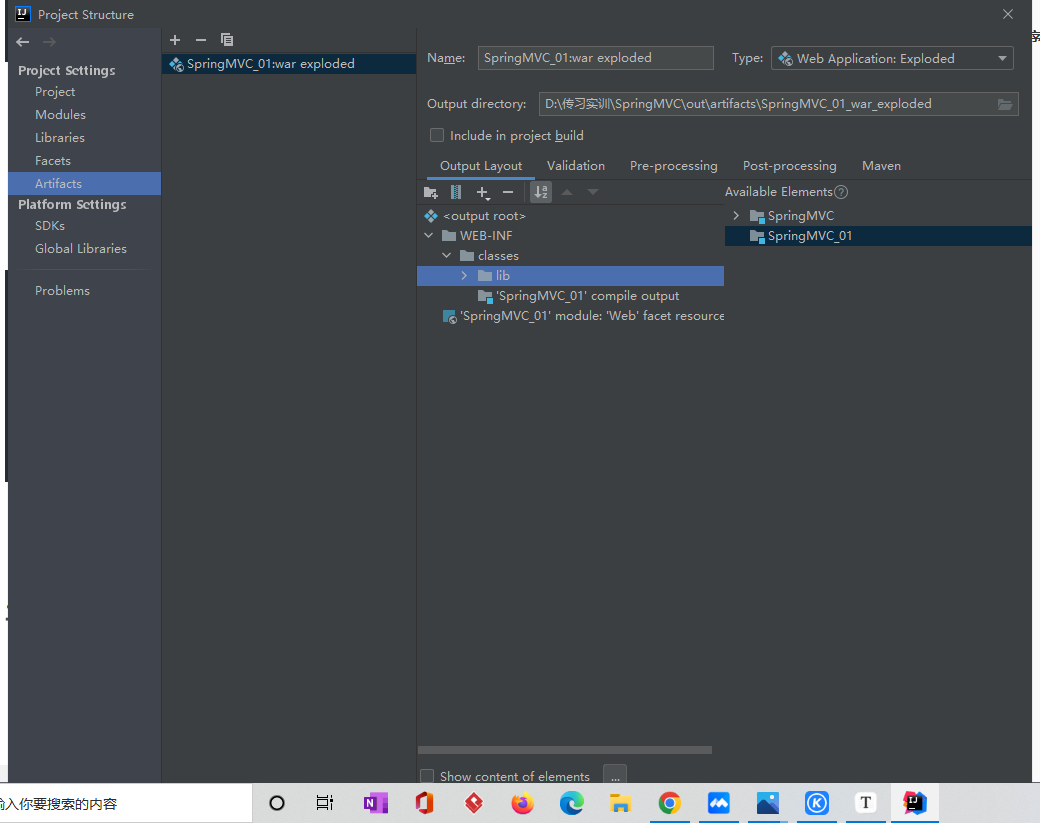 Project Structure
Project Settings
Project
Modules
Libraries
Facets
Artifacts
Platform Settings
SDKs
Global Libraries
Problems
SpringMVC_01:war exploded
Name: SpringMVC_01:war exploded
Type: Web Application: Exploded
Output directory: D:\传习实训\SpringMVC\out\artifacts\SpringMVC_01_war_exploded
Include in project build
Output Layout Validation Pre-processing Post-processing Maven
Available Elements
<output root>
WEB-INF
classes
lib
'SpringMVC_01' compile output
'SpringMVC_01' module: 'Web' facet resource
SpringMVC
SpringMVC_01
Show content of elements ...
输入你要搜索的内容
N
K
T
IJ